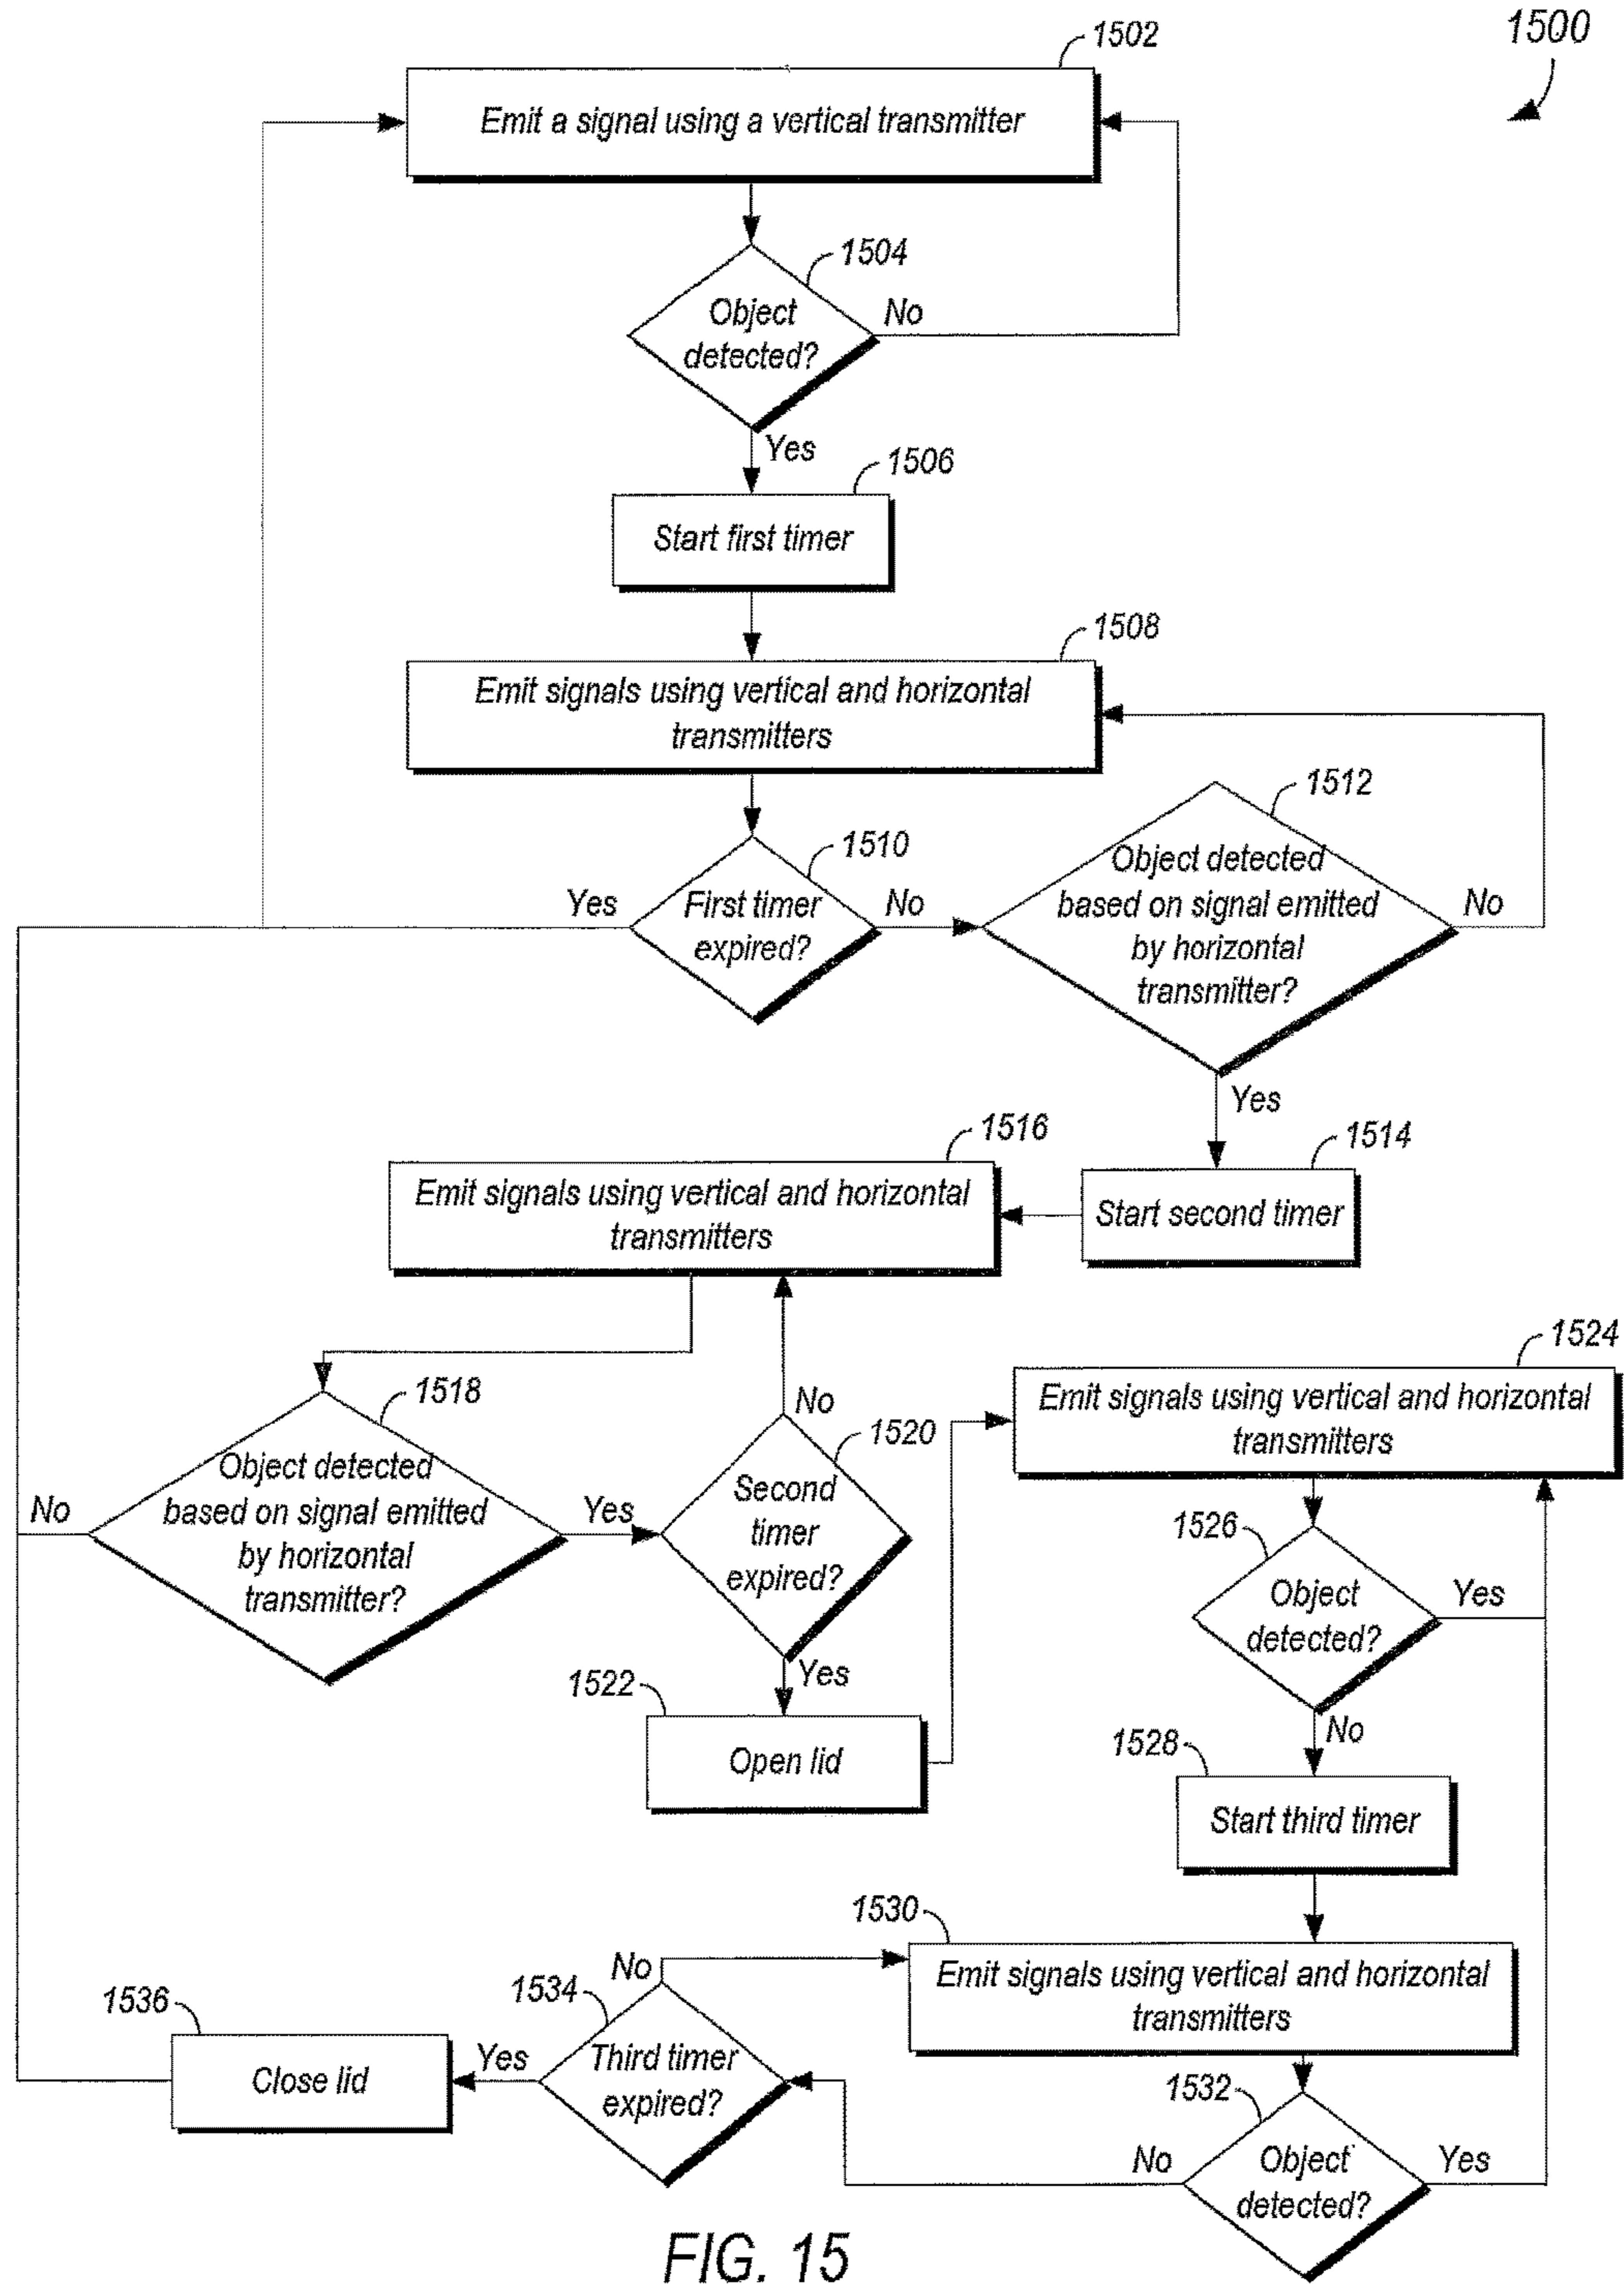 1500
1502
Emit a signal using a vertical transmitter
1504
Object
detected?
No
Yes
1506
Start first timer
1508
Emit signals using vertical and horizontal
transmitters
1510
First timer
expired?
Yes
No
1512
Object detected
based on signal emitted
by horizontal
transmitter?
No
Yes
1514
Start second timer
1516
Emit signals using vertical and horizontal
transmitters
1518
Object detected
based on signal emitted
by horizontal
transmitter?
No
Yes
1520
Second
timer
expired?
No
Yes
1522
Open lid
1524
Emit signals using vertical and horizontal
transmitters
1526
Object
detected?
Yes
No
1528
Start third timer
1530
Emit signals using vertical and horizontal
transmitters
1532
Object
detected?
Yes
No
1534
Third timer
expired?
No
Yes
1536
Close lid
FIG. 15